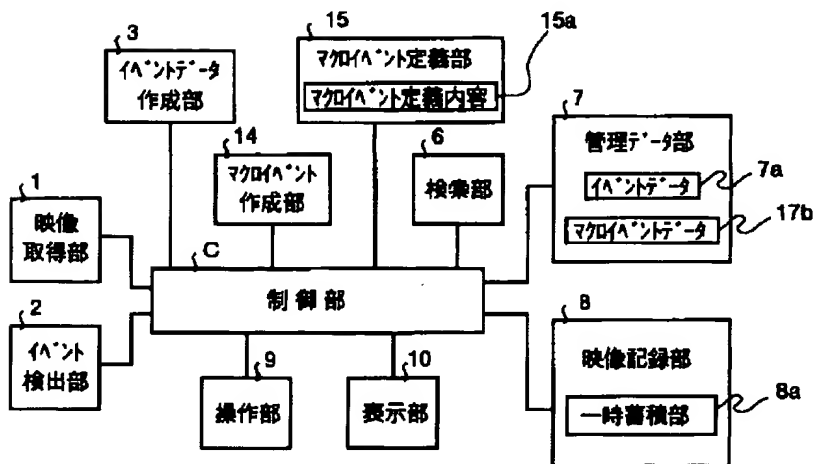 3
イベントデータ
作成部
15
15a
マクロイベント定義部
マクロイベント定義内容
14
マクロイベント
作成部
6
検索部
7
管理データ部
イベントデータ
7a
マクロイベントデータ
17b
1
映像
取得部
C
制御部
2
イベント
検出部
9
操作部
10
表示部
8
映像記録部
一時蓄積部
8a